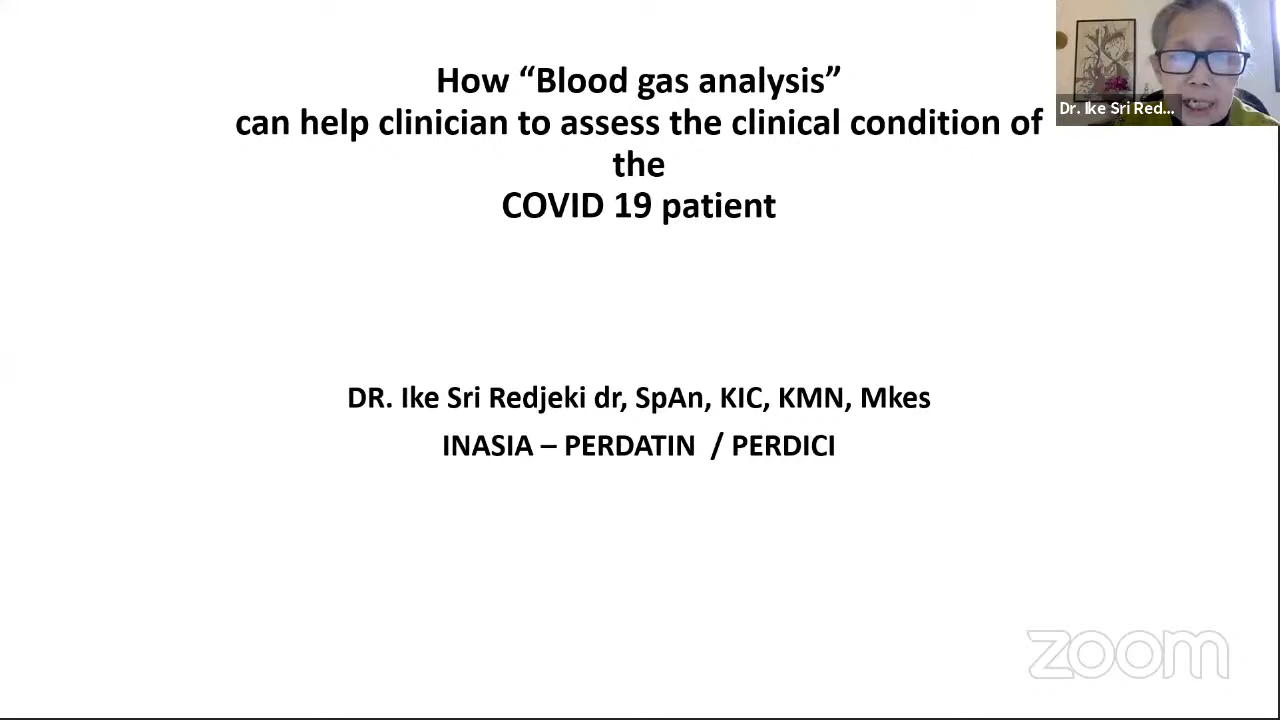 How “Blood gas analysis”
can help clinician to assess the clinical condition of
the
COVID 19 patient
Dr. Ike Sri Red...
DR. Ike Sri Redjeki dr, SpAn, KIC, KMN, Mkes
INASIA – PERDATIN / PERDICI
zoom